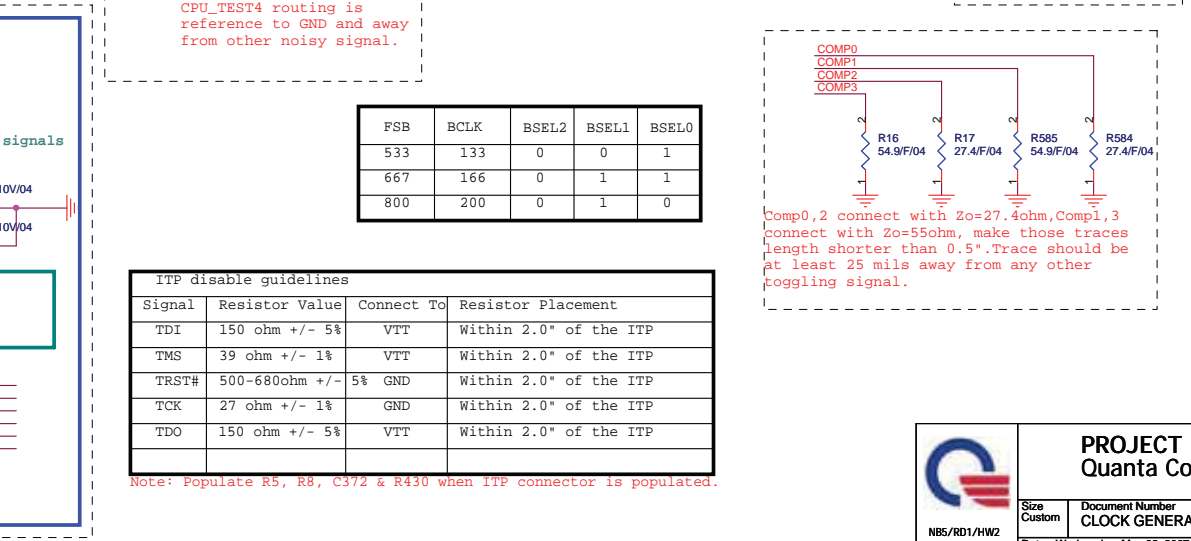 CPU_TEST4 routing is
reference to GND and away
from other noisy signal.
signals
10V/04
10V/04
FSB BCLK BSEL2 BSEL1 BSEL0
533 133 0 0 1
667 166 0 1 1
800 200 0 1 0
COMP0
COMP1
COMP2
COMP3
2 2 2 2
R16 R17 R585 R584
54.9/F/04 27.4/F/04 54.9/F/04 27.4/F/04
1 1 1 1
Comp0,2 connect with Zo=27.4ohm,Comp1,3
connect with Zo=55ohm, make those traces
length shorter than 0.5".Trace should be
at least 25 mils away from any other
toggling signal.
ITP disable guidelines
Signal Resistor Value Connect To Resistor Placement
TDI 150 ohm +/- 5% VTT Within 2.0" of the ITP
TMS 39 ohm +/- 1% VTT Within 2.0" of the ITP
TRST# 500-680ohm +/- 5% GND Within 2.0" of the ITP
TCK 27 ohm +/- 1% GND Within 2.0" of the ITP
TDO 150 ohm +/- 5% VTT Within 2.0" of the ITP
Note: Populate R5, R8, C372 & R430 when ITP connector is populated.
NB5/RD1/HW2
PROJECT
Quanta Co
Size
Custom
Document Number
CLOCK GENERA